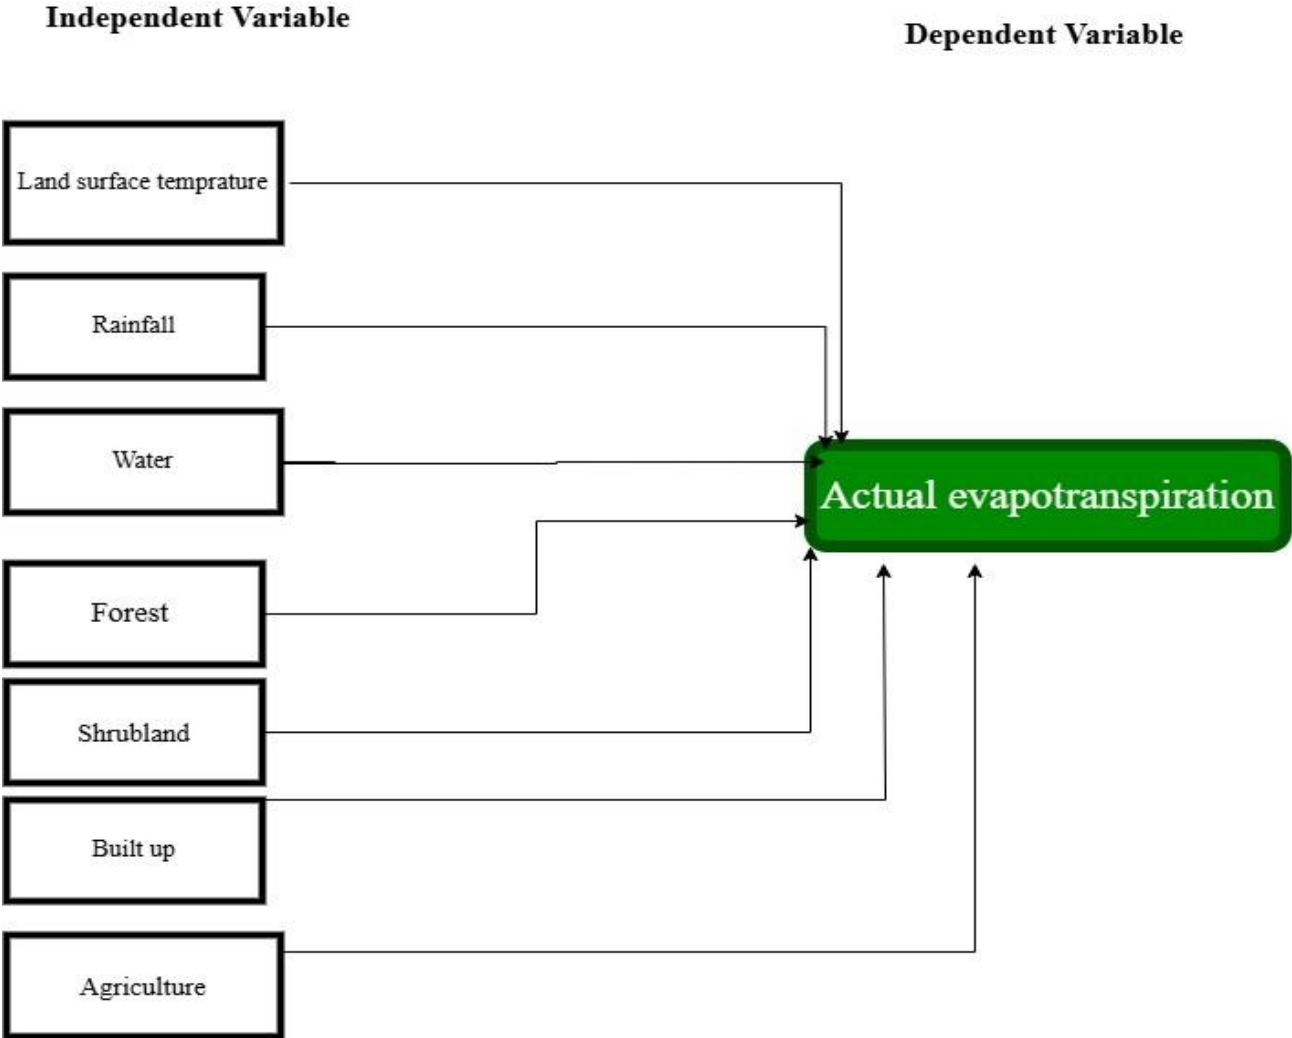 Independent Variable
Dependent Variable
Land surface temprature
Rainfall
Water
Actual evapotranspiration
Forest
Shrubland
Built up
Agriculture